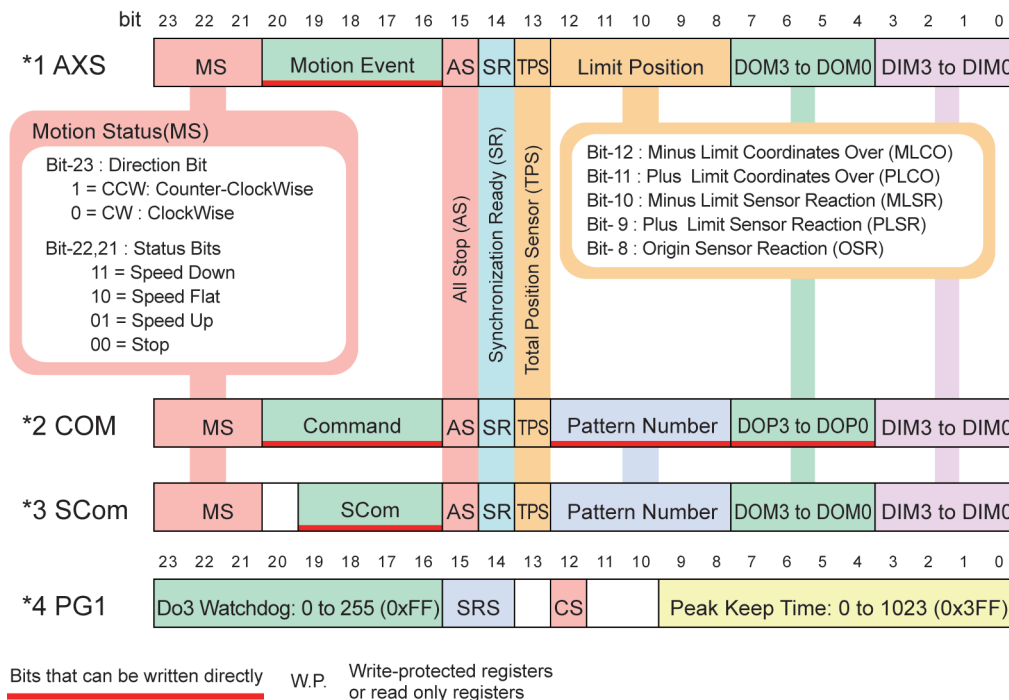 bit 23 22 21 20 19 18 17 16 15 14 13 12 11 10 9 8 7 6 5 4 3 2 1 0
*1 AXS MS Motion Event AS SR TPS Limit Position DOM3 to DOM0 DIM3 to DIM0
Motion Status(MS)
Bit-23 : Direction Bit
1 = CCW: Counter-ClockWise
0 = CW : ClockWise
Bit-22,21 : Status Bits
11 = Speed Down
10 = Speed Flat
01 = Speed Up
00 = Stop
All Stop (AS)
Synchronization Ready (SR)
Total Position Sensor (TPS)
Bit-12 : Minus Limit Coordinates Over (MLCO)
Bit-11 : Plus Limit Coordinates Over (PLCO)
Bit-10 : Minus Limit Sensor Reaction (MLSR)
Bit- 9 : Plus Limit Sensor Reaction (PLSR)
Bit- 8 : Origin Sensor Reaction (OSR)
*2 COM MS Command AS SR TPS Pattern Number DOP3 to DOP0 DIM3 to DIM0
*3 SCom MS SCom AS SR TPS Pattern Number DOM3 to DOM0 DIM3 to DIM0
23 22 21 20 19 18 17 16 15 14 13 12 11 10 9 8 7 6 5 4 3 2 1 0
*4 PG1 Do3 Watchdog: 0 to 255 (0xFF) SRS CS Peak Keep Time: 0 to 1023 (0x3FF)
Bits that can be written directly W.P. Write-protected registers
or read only registers